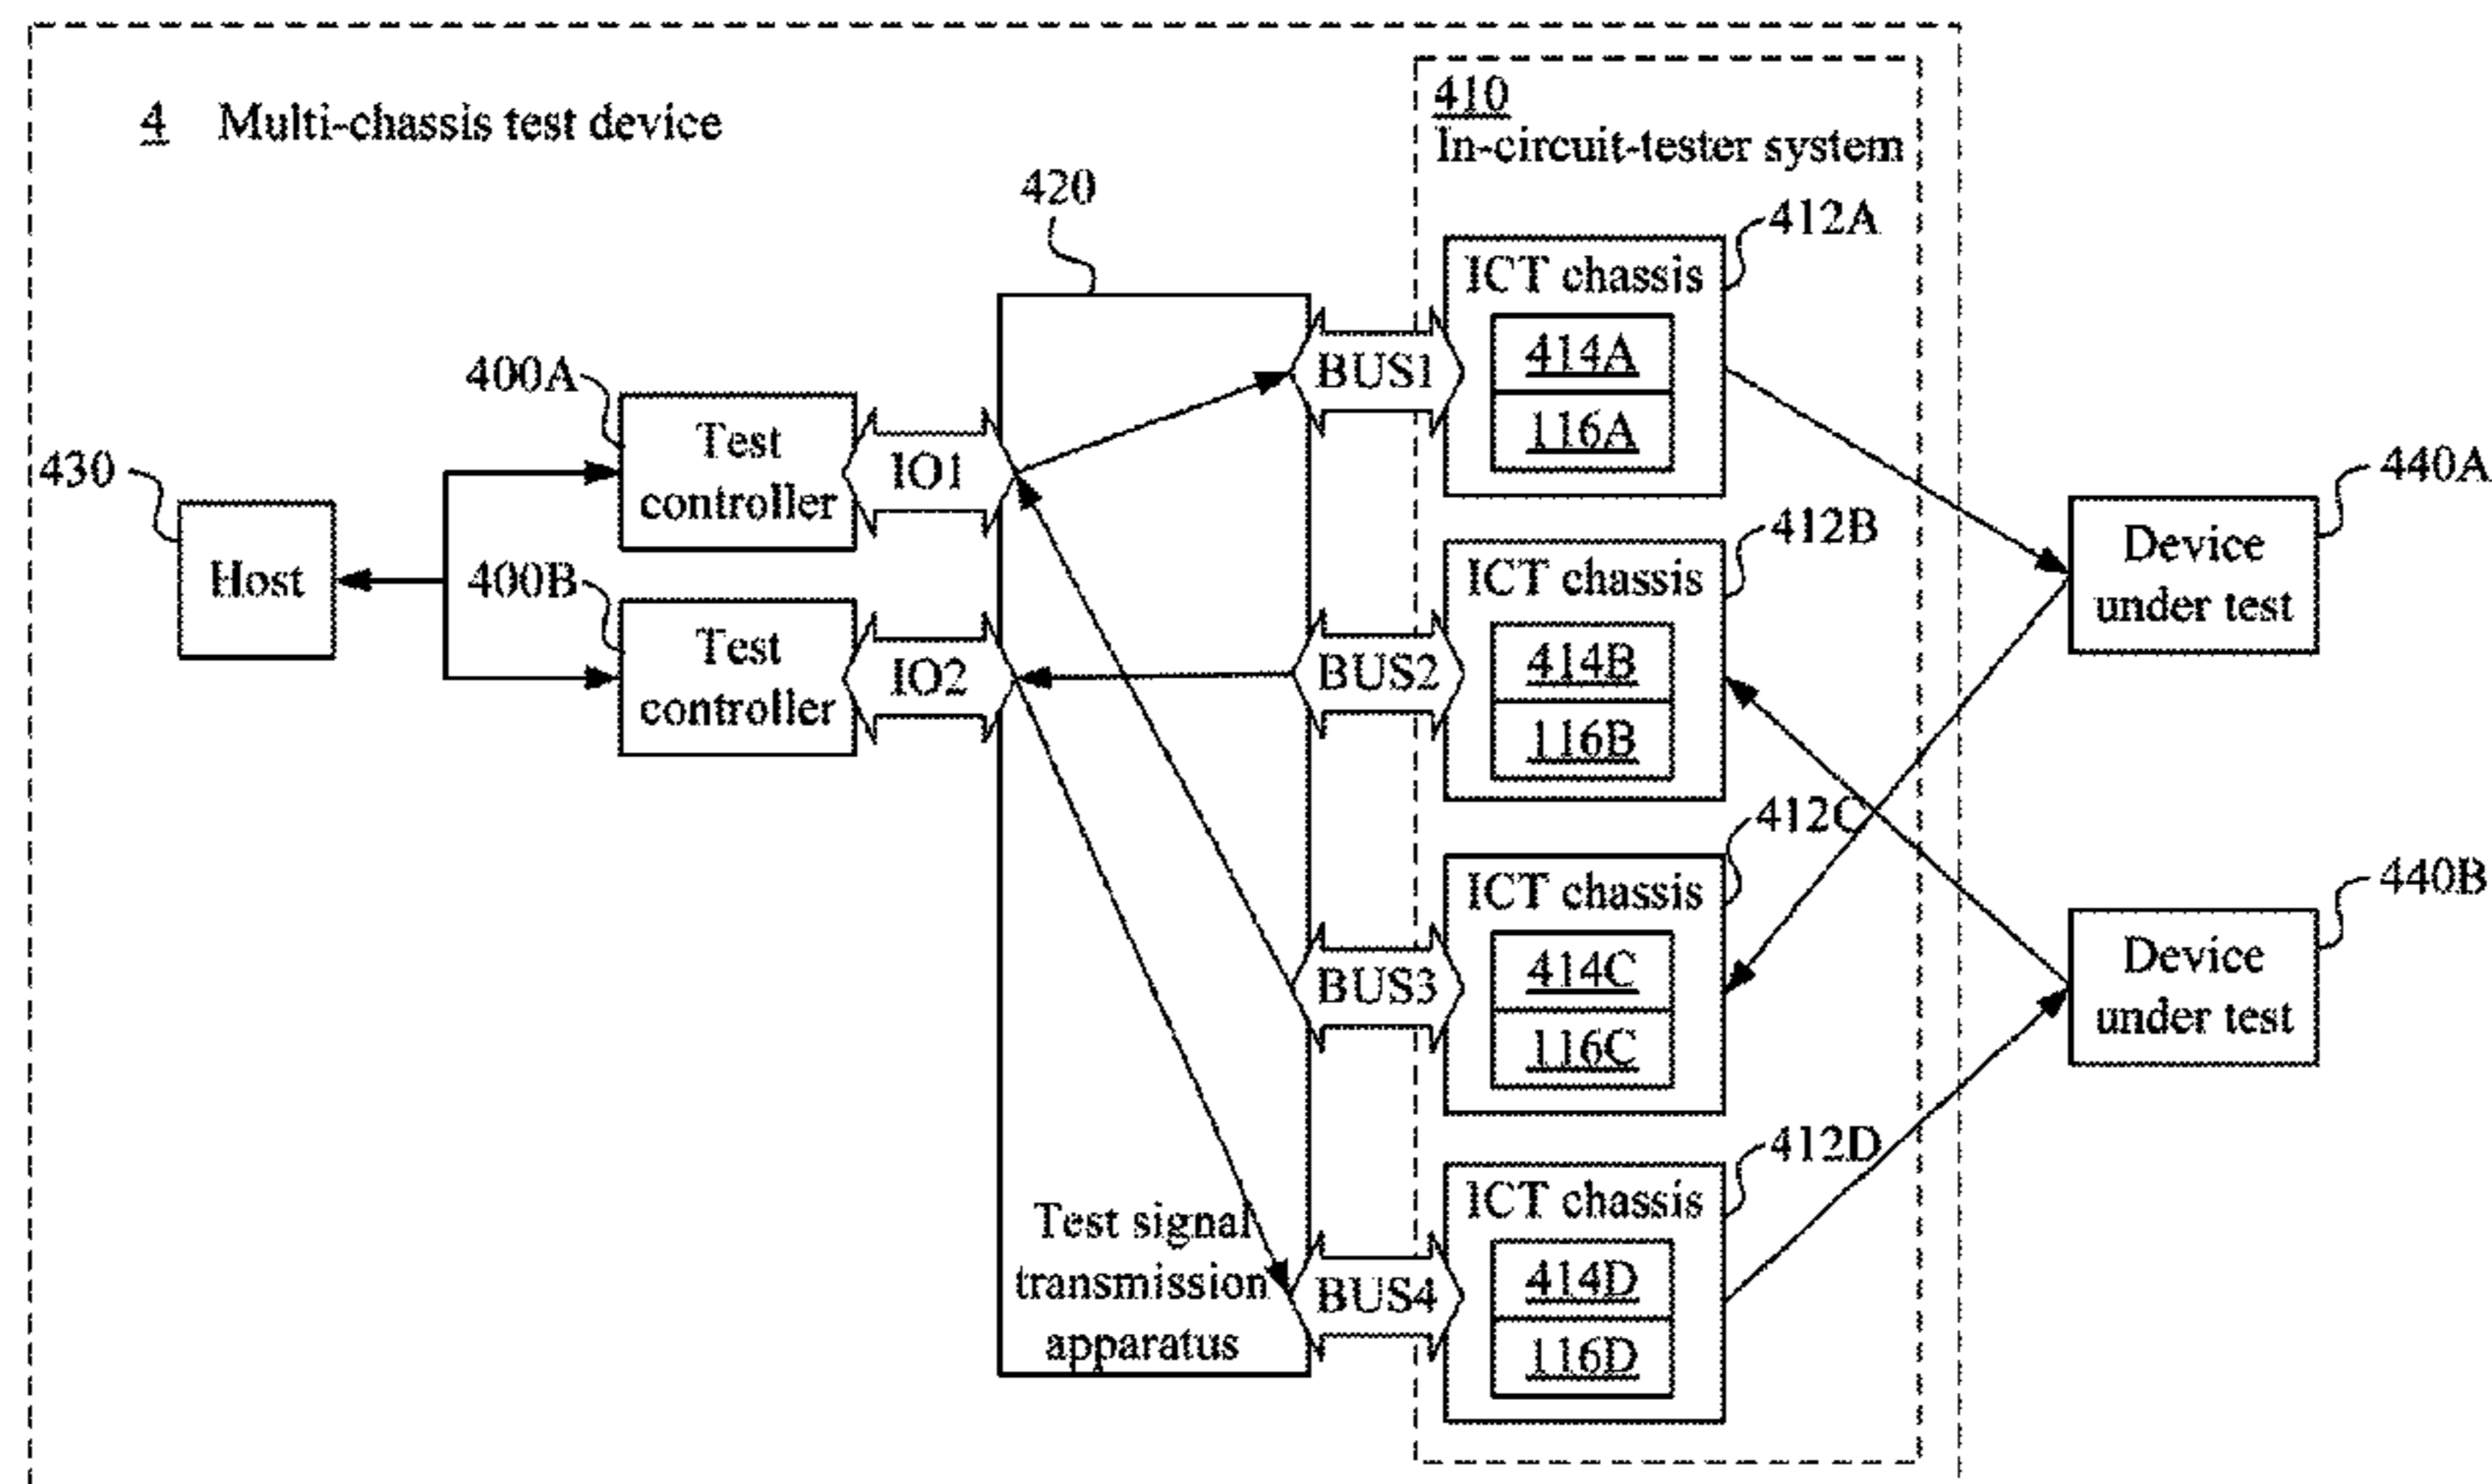 4 Multi-chassis test device
410
In-circuit-tester system
420
412A
ICT chassis
414A
116A
BUS1
400A
Test
controller
IO1
430
Host
440A
Device
under test
412B
ICT chassis
414B
116B
BUS2
400B
Test
controller
IO2
412C
ICT chassis
414C
116C
BUS3
440B
Device
under test
412D
ICT chassis
414D
116D
BUS4
Test signal
transmission
apparatus